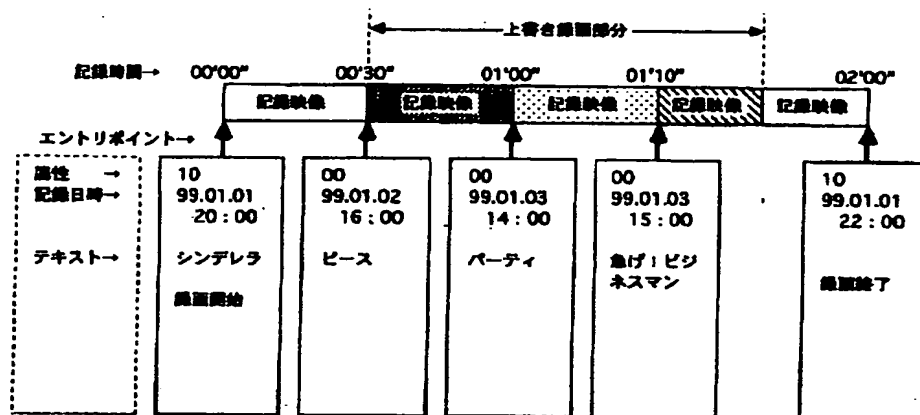 上書き録画部分
記録時間→ 00'00" 00'30" 01'00" 01'10" 02'00"
記録映像 記録映像 記録映像 記録映像 記録映像
エントリポイント→
属性 → 10 00 00 00 10
記録日時→ 99.01.01 99.01.02 99.01.03 99.01.03 99.01.01
20:00 16:00 14:00 15:00 22:00
テキスト→ シンデレラ ピース パーティ 急げ!ビジ
ネスマン
録画開始 録画終了